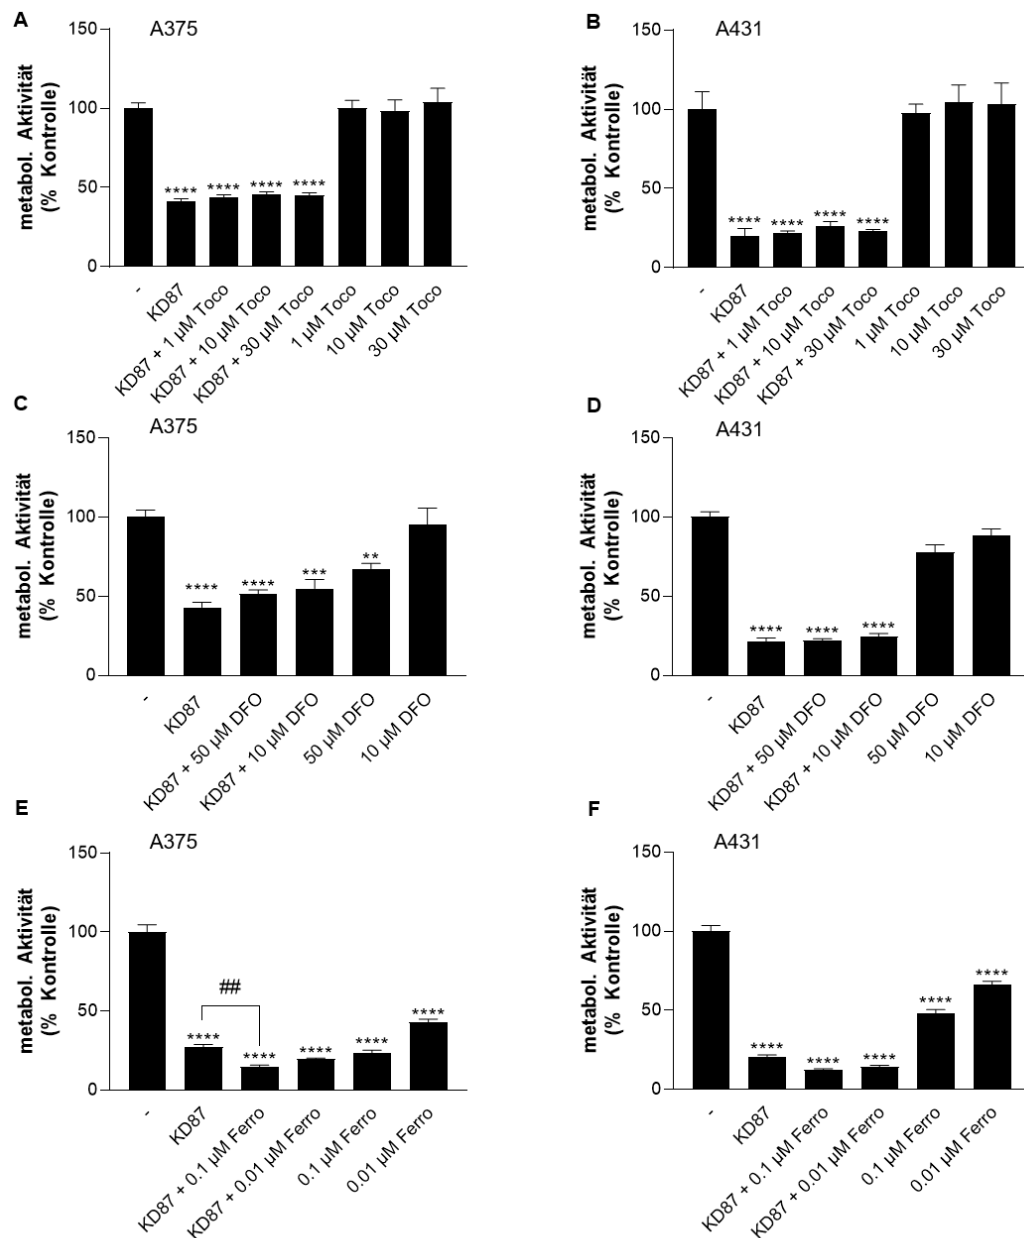 A
A375
metabol. Aktivität
(% Kontrolle)
150
100
50
0
**** **** **** ****
-
KD87
KD87 + 1 µM Toco
KD87 + 10 µM Toco
KD87 + 30 µM Toco
1 µM Toco
10 µM Toco
30 µM Toco
B
A431
metabol. Aktivität
(% Kontrolle)
150
100
50
0
**** **** **** ****
-
KD87
KD87 + 1 µM Toco
KD87 + 10 µM Toco
KD87 + 30 µM Toco
1 µM Toco
10 µM Toco
30 µM Toco
C
A375
metabol. Aktivität
(% Kontrolle)
150
100
50
0
**** **** *** **
-
KD87
KD87 + 50 µM DFO
KD87 + 10 µM DFO
50 µM DFO
10 µM DFO
D
A431
metabol. Aktivität
(% Kontrolle)
150
100
50
0
**** **** ****
-
KD87
KD87 + 50 µM DFO
KD87 + 10 µM DFO
50 µM DFO
10 µM DFO
E
A375
metabol. Aktivität
(% Kontrolle)
150
100
50
0
##
**** **** **** **** ****
-
KD87
KD87 + 0.1 µM Ferro
KD87 + 0.01 µM Ferro
0.1 µM Ferro
0.01 µM Ferro
F
A431
metabol. Aktivität
(% Kontrolle)
150
100
50
0
**** **** **** **** ****
-
KD87
KD87 + 0.1 µM Ferro
KD87 + 0.01 µM Ferro
0.1 µM Ferro
0.01 µM Ferro